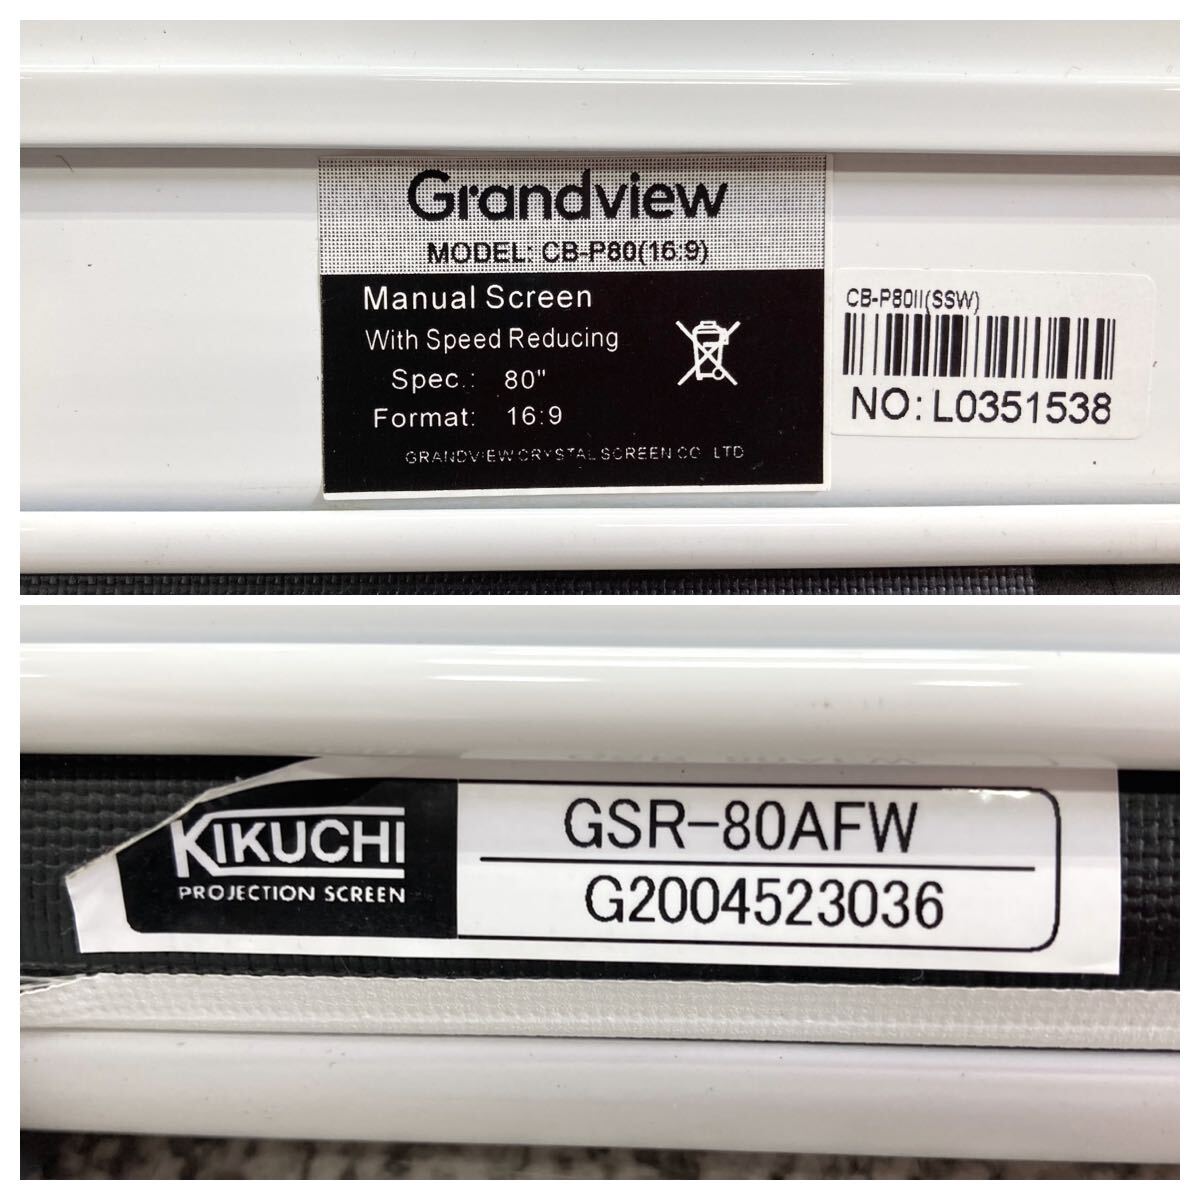 Grandview
MODEL: CB-P80(16:9)
Manual Screen
With Speed Reducing
Spec.: 80"
Format: 16:9
GRANDVIEW CRYSTAL SCREEN CO. LTD
CB-P80II(SSW)
NO: L0351538
KIKUCHI
PROJECTION SCREEN
GSR-80AFW
G2004523036